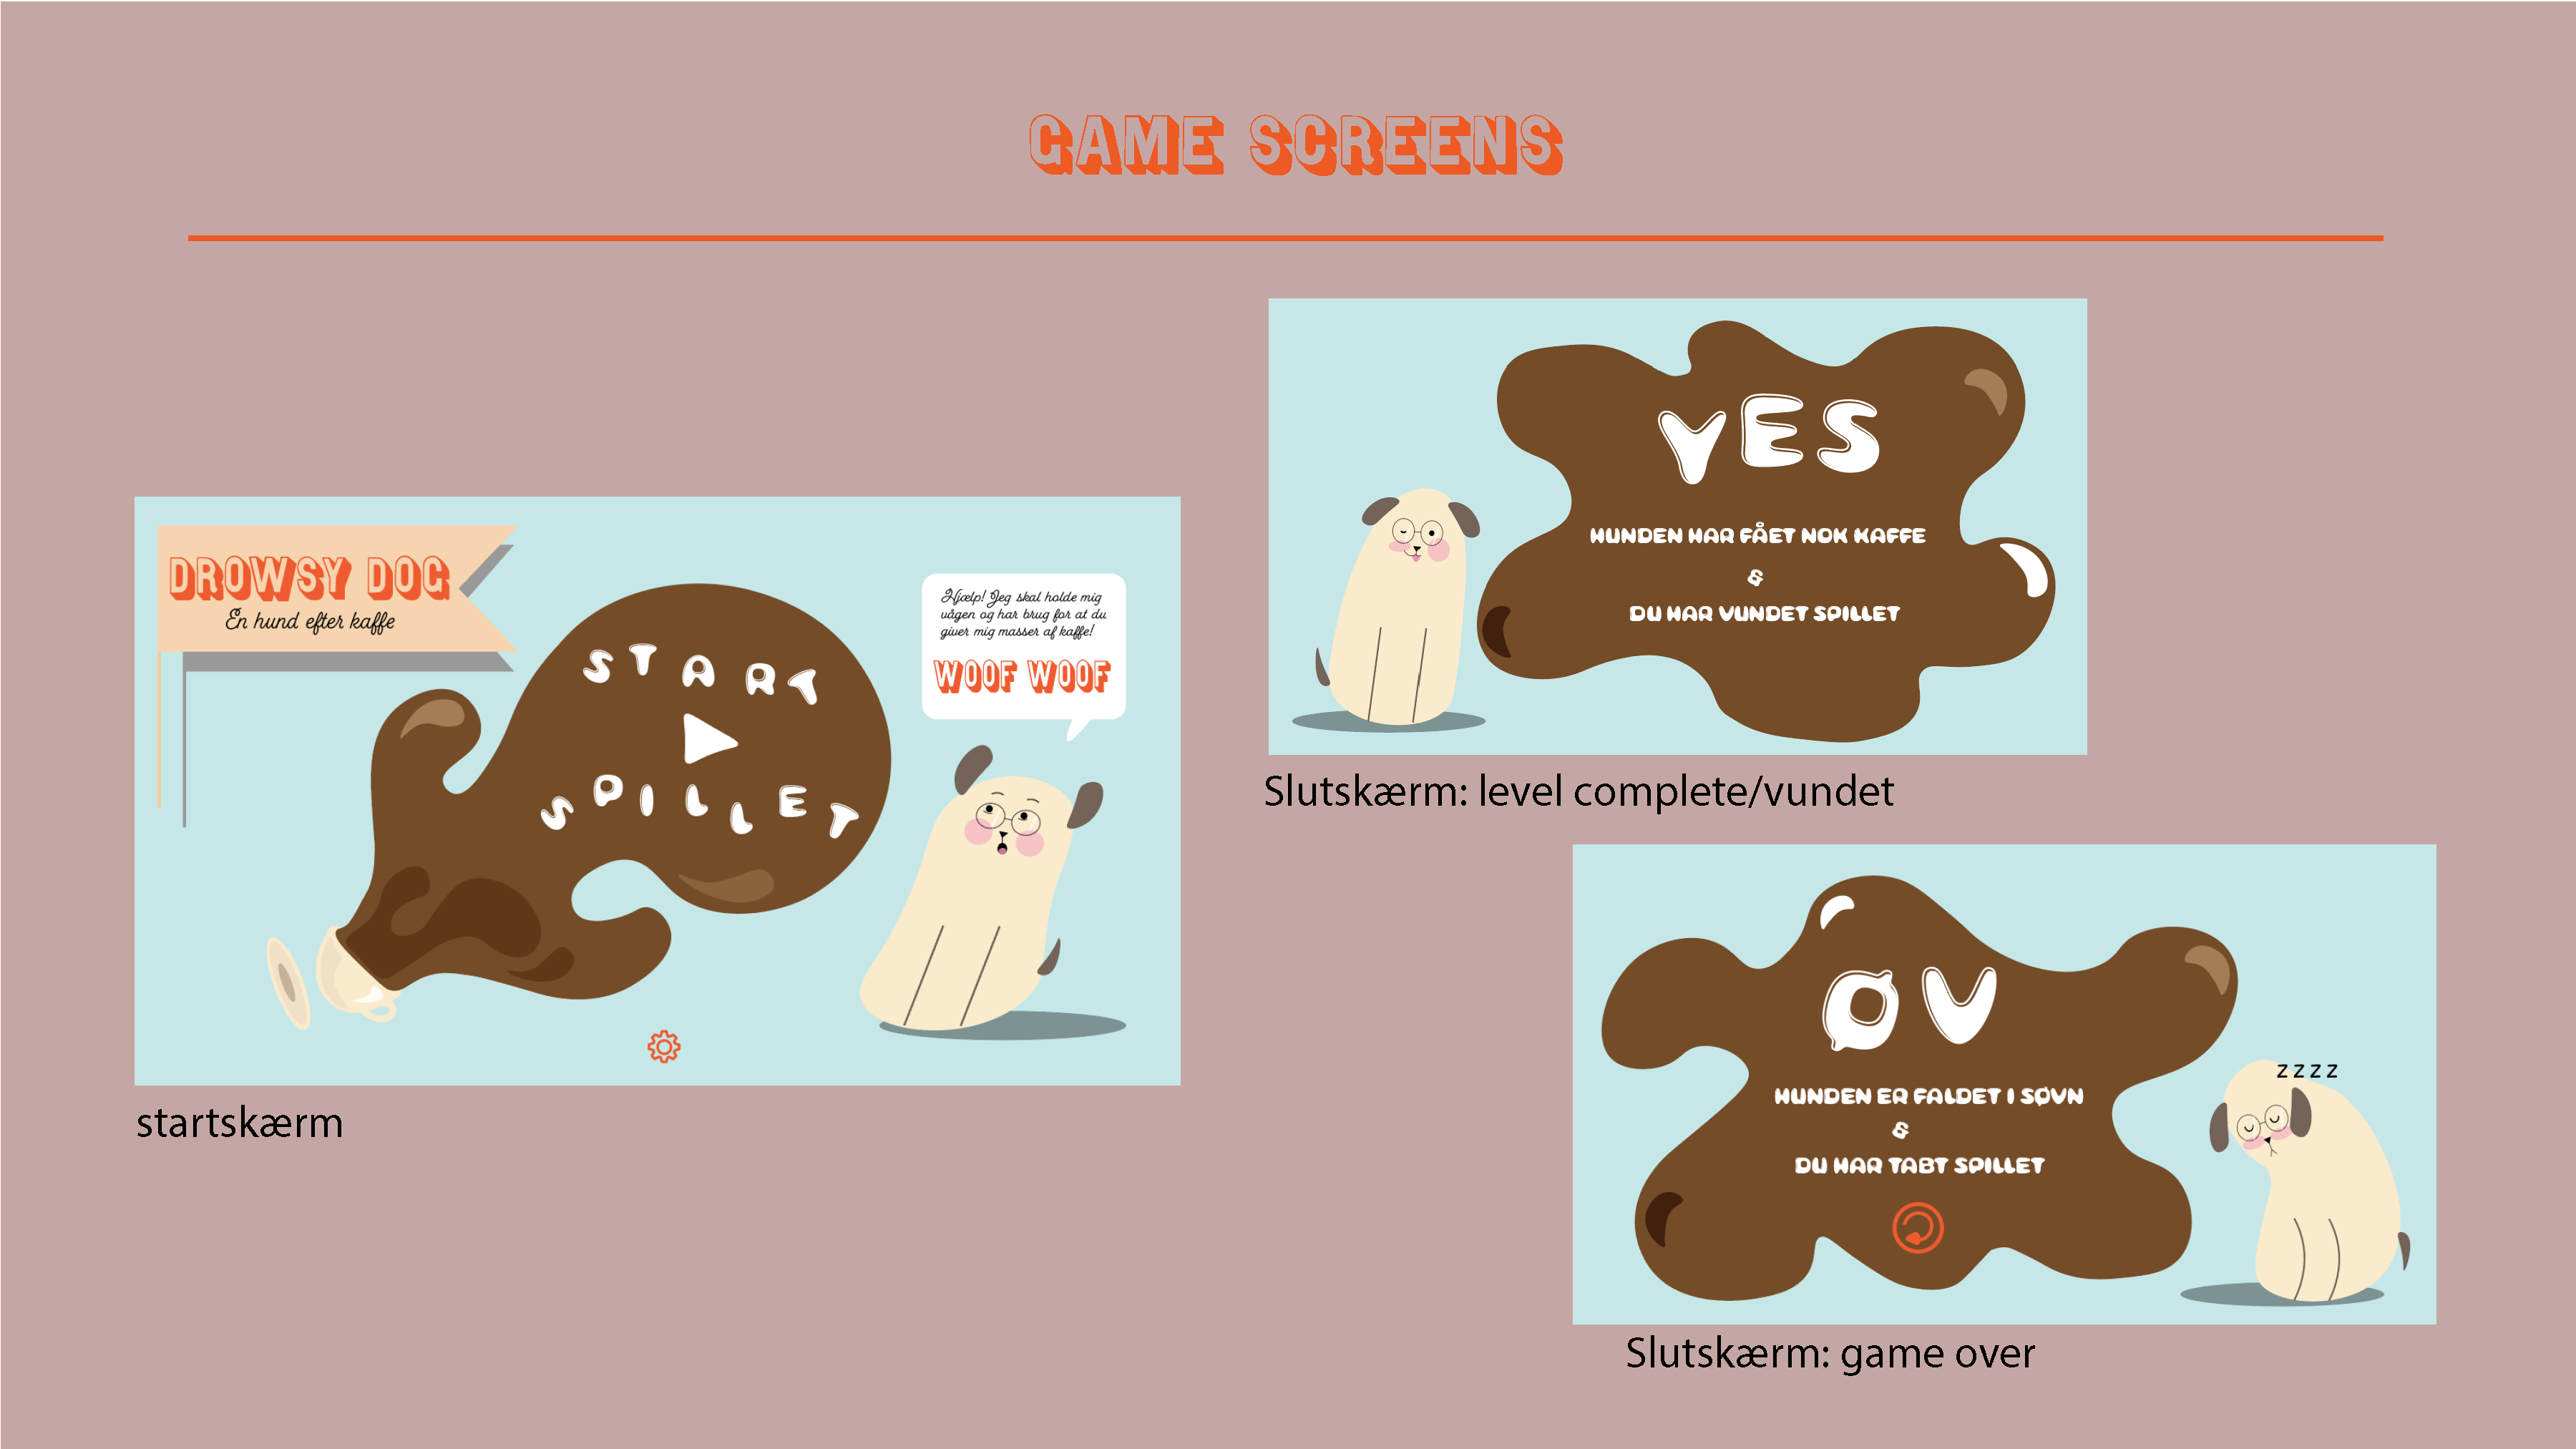 GAME SCREENS
DROWSY DOG
En hund efter kaffe
START
SPILLET
Hjælp! Jeg skal holde mig
vågen og har brug for at du
giver mig masser af kaffe!
WOOF WOOF
startskærm
YES
HUNDEN HAR FÅET NOK KAFFE
&
DU HAR VUNDET SPILLET
Slutskærm: level complete/vundet
ØV
HUNDEN ER FALDET I SØVN
&
DU HAR TABT SPILLET
zzzz
Slutskærm: game over